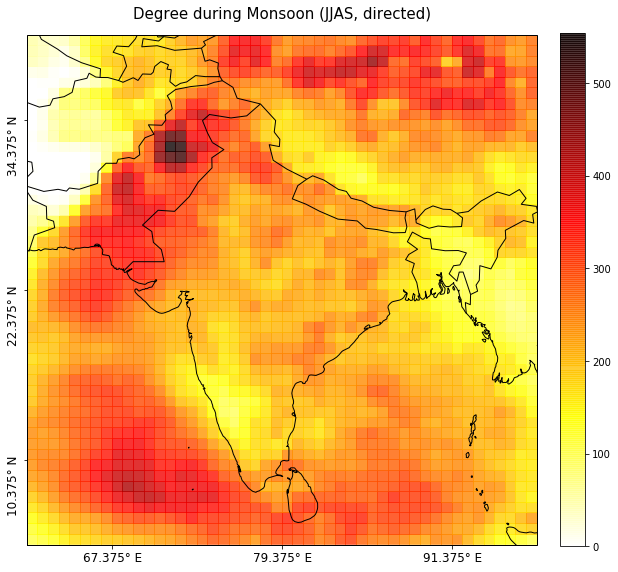 Degree during Monsoon (JJAS, directed)
34.375° N
22.375° N
10.375° N
67.375° E
79.375° E
91.375° E
500
400
300
200
100
0